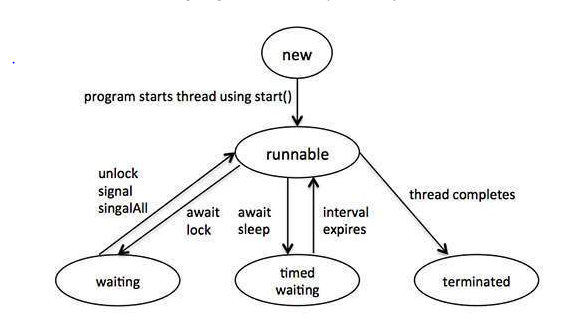 new
program starts thread using start()
runnable
unlock
signal
singalAll
await
lock
await
sleep
interval
expires
thread completes
waiting
timed
waiting
terminated